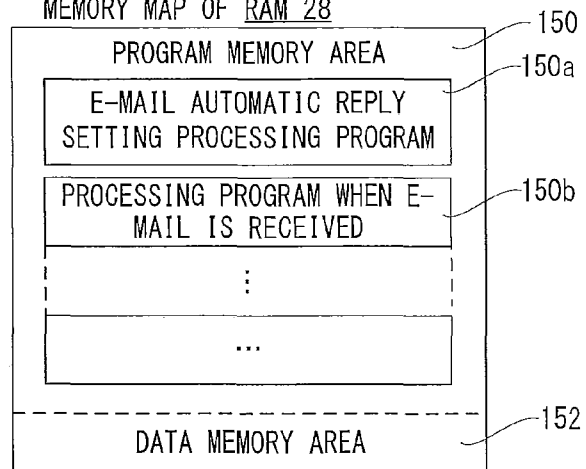 MEMORY MAP OF RAM 28
PROGRAM MEMORY AREA
150
150a
E-MAIL AUTOMATIC REPLY
SETTING PROCESSING PROGRAM
150b
PROCESSING PROGRAM WHEN E-
MAIL IS RECEIVED
⋮
...
152
DATA MEMORY AREA